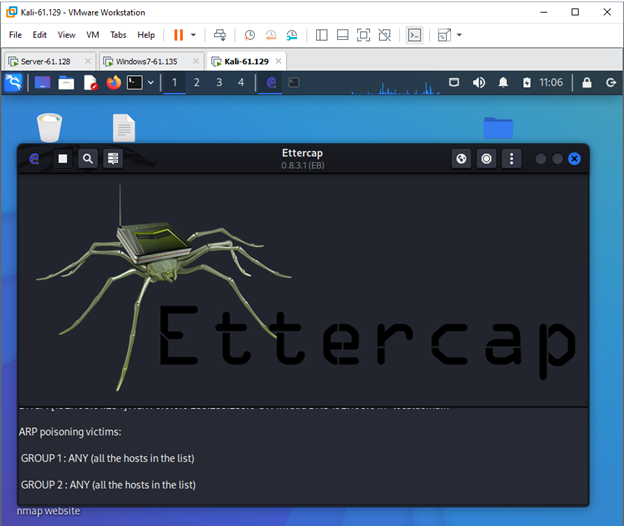 Kali-61.129 - VMware Workstation
File Edit View VM Tabs Help
Server-61.128 Windows7-61.135 Kali-61.129
1 2 3 4 11:06
Ettercap
0.8.3.1 (EB)
Ettercap
ARP poisoning victims:
GROUP 1 : ANY (all the hosts in the list)
GROUP 2 : ANY (all the hosts in the list)
nmap website